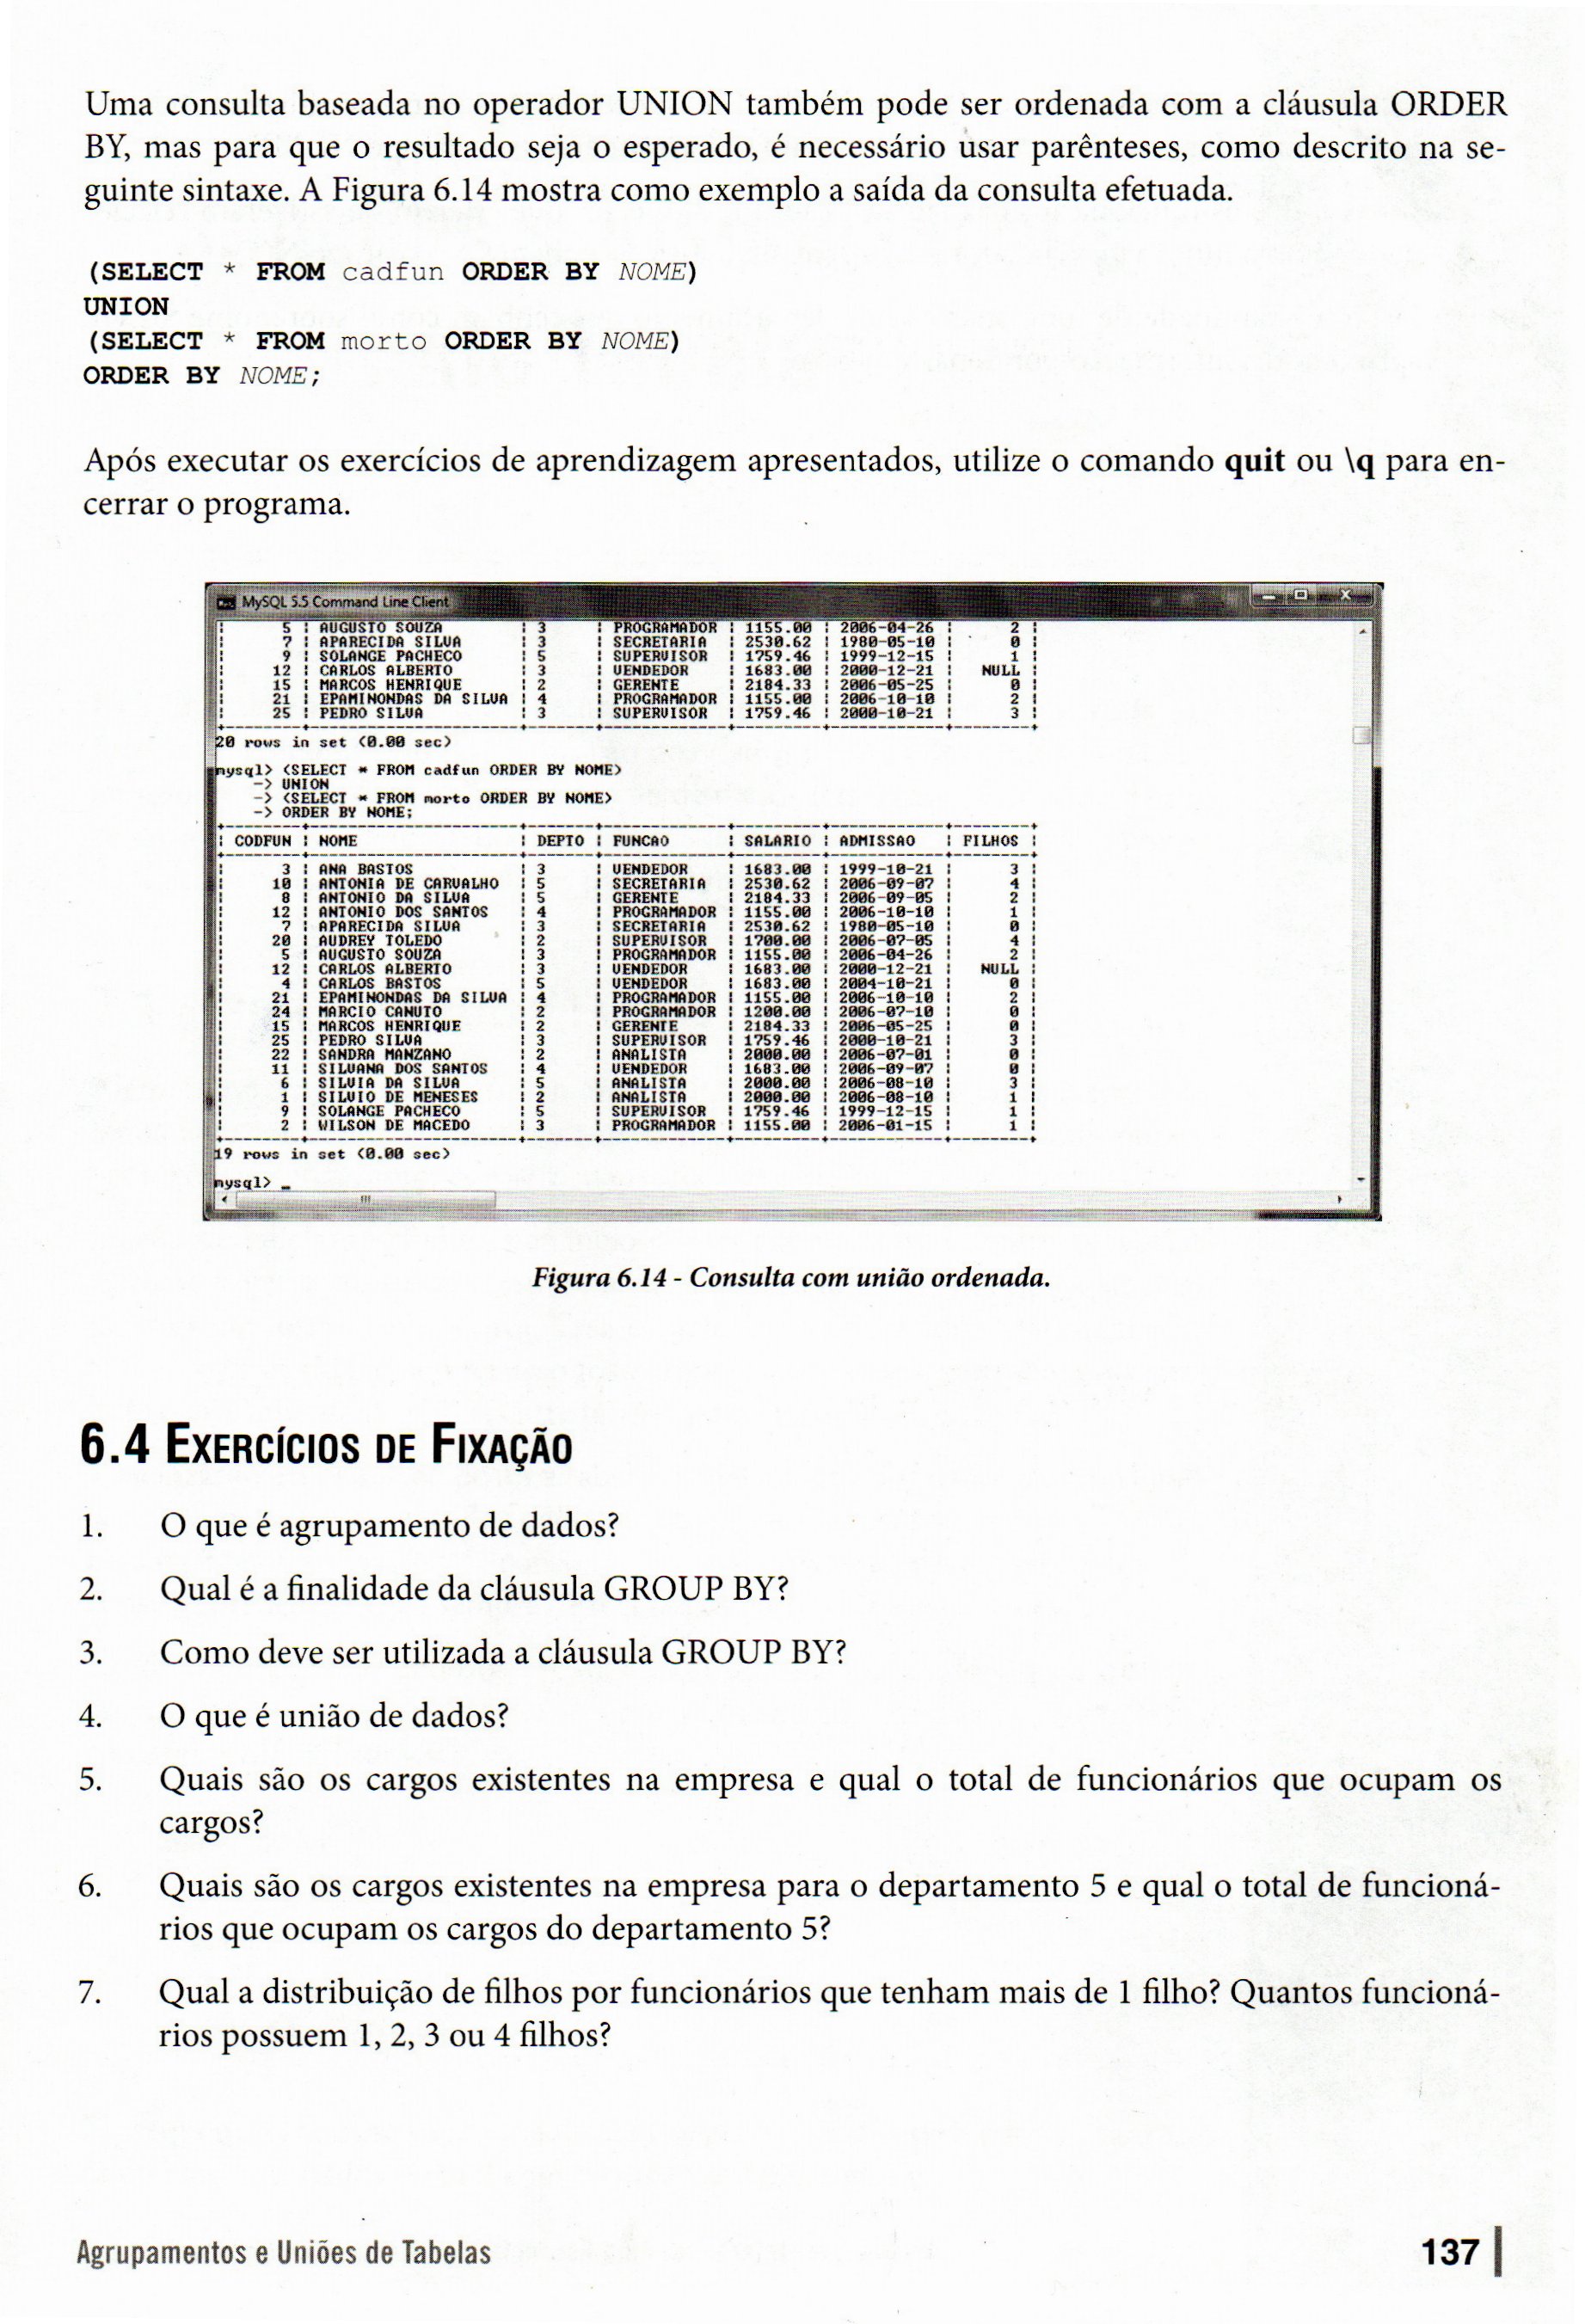 Uma consulta baseada no operador UNION também pode ser ordenada com a cláusula ORDER
BY, mas para que o resultado seja o esperado, é necessário usar parênteses, como descrito na se-
guinte sintaxe. A Figura 6.14 mostra como exemplo a saída da consulta efetuada.
(SELECT * FROM cadfun ORDER BY NOME)
UNION
(SELECT * FROM morto ORDER BY NOME)
ORDER BY NOME;
Após executar os exercícios de aprendizagem apresentados, utilize o comando quit ou \q para en-
cerrar o programa.
MySQL 5.5 Command Line Client
| 5 | AUGUSTO SOUZA | 3 | PROGRAMADOR | 1155.00 | 2006-04-26 | 2 |
| 7 | APARECIDA SILVA | 3 | SECRETARIA | 2530.62 | 1980-05-10 | 0 |
| 9 | SOLANGE PACHECO | 5 | SUPERVISOR | 1759.46 | 1999-12-15 | 1 |
| 12 | CARLOS ALBERTO | 3 | VENDEDOR | 1683.00 | 2000-12-21 | NULL |
| 15 | MARCOS HENRIQUE | 2 | GERENTE | 2184.33 | 2006-05-25 | 0 |
| 21 | EPAMINONDAS DA SILVA | 4 | PROGRAMADOR | 1155.00 | 2006-10-10 | 2 |
| 25 | PEDRO SILVA | 3 | SUPERVISOR | 1759.46 | 2000-10-21 | 3 |
20 rows in set (0.00 sec)
mysql> (SELECT * FROM cadfun ORDER BY NOME)
-> UNION
-> (SELECT * FROM morto ORDER BY NOME)
-> ORDER BY NOME;
| CODFUN | NOME | DEPTO | FUNCAO | SALARIO | ADMISSAO | FILHOS |
| 3 | ANA BASTOS | 3 | VENDEDOR | 1683.00 | 1999-10-21 | 3 |
| 10 | ANTONIA DE CARVALHO | 5 | SECRETARIA | 2530.62 | 2006-09-07 | 4 |
| 8 | ANTONIO DA SILVA | 5 | GERENTE | 2184.33 | 2006-09-05 | 2 |
| 12 | ANTONIO DOS SANTOS | 4 | PROGRAMADOR | 1155.00 | 2006-10-10 | 1 |
| 7 | APARECIDA SILVA | 3 | SECRETARIA | 2530.62 | 1980-05-10 | 0 |
| 20 | AUDREY TOLEDO | 2 | SUPERVISOR | 1700.00 | 2006-07-05 | 4 |
| 5 | AUGUSTO SOUZA | 3 | PROGRAMADOR | 1155.00 | 2006-04-26 | 2 |
| 12 | CARLOS ALBERTO | 3 | VENDEDOR | 1683.00 | 2000-12-21 | NULL |
| 4 | CARLOS BASTOS | 5 | VENDEDOR | 1683.00 | 2004-10-21 | 0 |
| 21 | EPAMINONDAS DA SILVA | 4 | PROGRAMADOR | 1155.00 | 2006-10-10 | 2 |
| 24 | MARCIO CANUTO | 2 | PROGRAMADOR | 1200.00 | 2006-07-10 | 0 |
| 15 | MARCOS HENRIQUE | 2 | GERENTE | 2184.33 | 2006-05-25 | 0 |
| 25 | PEDRO SILVA | 3 | SUPERVISOR | 1759.46 | 2000-10-21 | 3 |
| 22 | SANDRA MANZANO | 2 | ANALISTA | 2000.00 | 2006-07-01 | 0 |
| 11 | SILVANA DOS SANTOS | 4 | VENDEDOR | 1683.00 | 2006-09-07 | 0 |
| 6 | SILVIA DA SILVA | 5 | ANALISTA | 2000.00 | 2006-08-10 | 3 |
| 1 | SILVIO DE MENESES | 2 | ANALISTA | 2000.00 | 2006-08-10 | 1 |
| 9 | SOLANGE PACHECO | 5 | SUPERVISOR | 1759.46 | 1999-12-15 | 1 |
| 2 | WILSON DE MACEDO | 3 | PROGRAMADOR | 1155.00 | 2006-01-15 | 1 |
19 rows in set (0.00 sec)
mysql> _
Figura 6.14 - Consulta com união ordenada.
6.4 EXERCÍCIOS DE FIXAÇÃO
1. O que é agrupamento de dados?
2. Qual é a finalidade da cláusula GROUP BY?
3. Como deve ser utilizada a cláusula GROUP BY?
4. O que é união de dados?
5. Quais são os cargos existentes na empresa e qual o total de funcionários que ocupam os
cargos?
6. Quais são os cargos existentes na empresa para o departamento 5 e qual o total de funcioná-
rios que ocupam os cargos do departamento 5?
7. Qual a distribuição de filhos por funcionários que tenham mais de 1 filho? Quantos funcioná-
rios possuem 1, 2, 3 ou 4 filhos?
Agrupamentos e Uniões de Tabelas 137